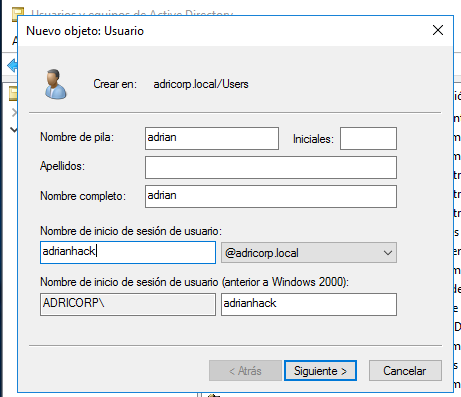 Usuarios y equipos de Active Directory
Nuevo objeto: Usuario
Crear en: adricorp.local/Users
Nombre de pila: adrian Iniciales:
Apellidos:
Nombre completo: adrian
Nombre de inicio de sesión de usuario:
adrianhack @adricorp.local
Nombre de inicio de sesión de usuario (anterior a Windows 2000):
ADRICORP\ adrianhack
< Atrás Siguiente > Cancelar